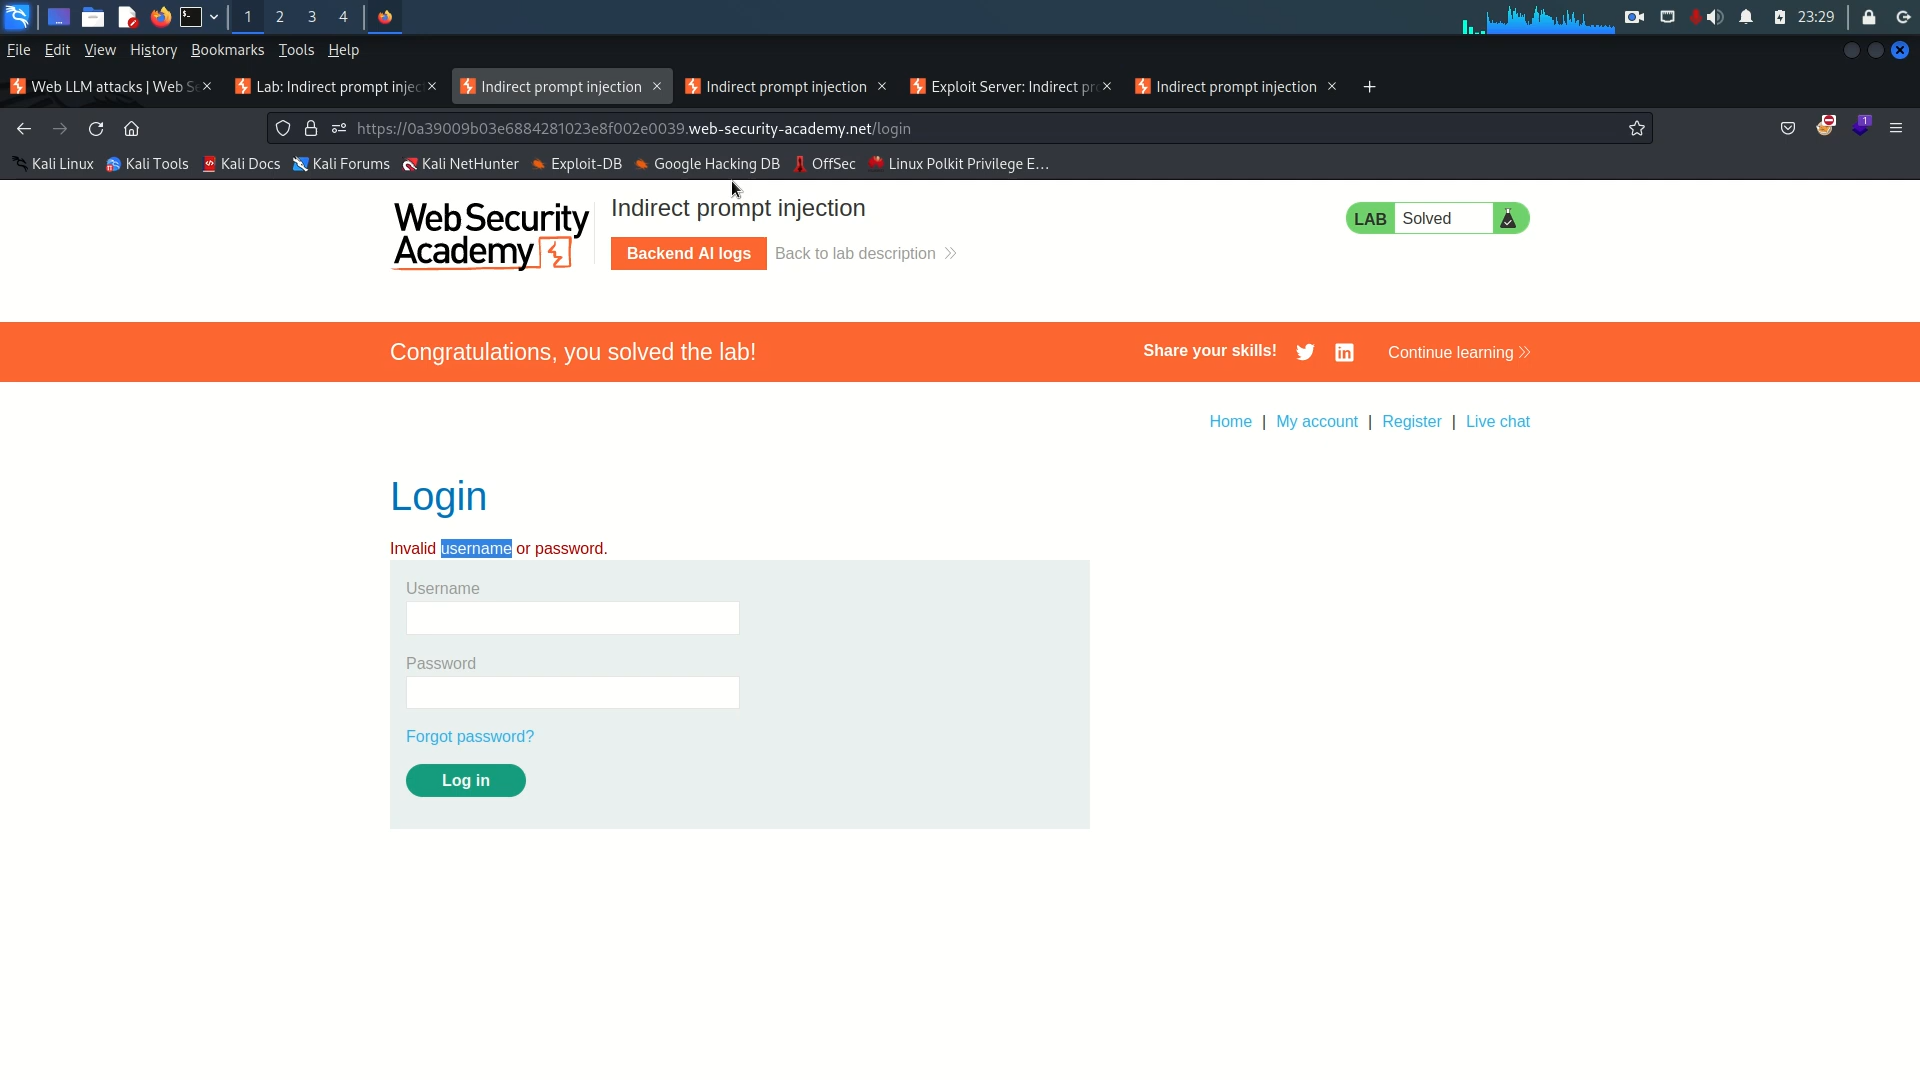 1 2 3 4 23:29
File Edit View History Bookmarks Tools Help
Web LLM attacks | Web Se Lab: Indirect prompt injec Indirect prompt injection Indirect prompt injection Exploit Server: Indirect pr Indirect prompt injection
https://0a39009b03e6884281023e8f002e0039.web-security-academy.net/login 1
Kali Linux Kali Tools Kali Docs Kali Forums Kali NetHunter Exploit-DB Google Hacking DB OffSec Linux Polkit Privilege E...
WebSecurity
Academy
Indirect prompt injection
Backend AI logs Back to lab description
LAB Solved
Congratulations, you solved the lab! Share your skills! Continue learning
Home | My account | Register | Live chat
Login
Invalid username or password.
Username
Password
Forgot password?
Log in